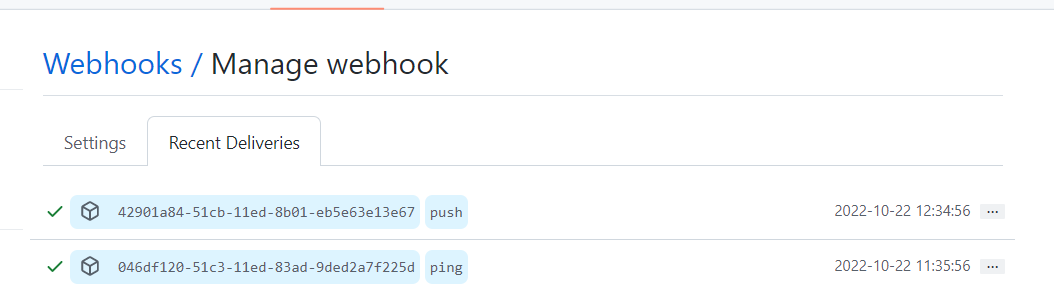 Webhooks / Manage webhook
Settings Recent Deliveries
42901a84-51cb-11ed-8b01-eb5e63e13e67 push 2022-10-22 12:34:56 ...
046df120-51c3-11ed-83ad-9ded2a7f225d ping 2022-10-22 11:35:56 ...